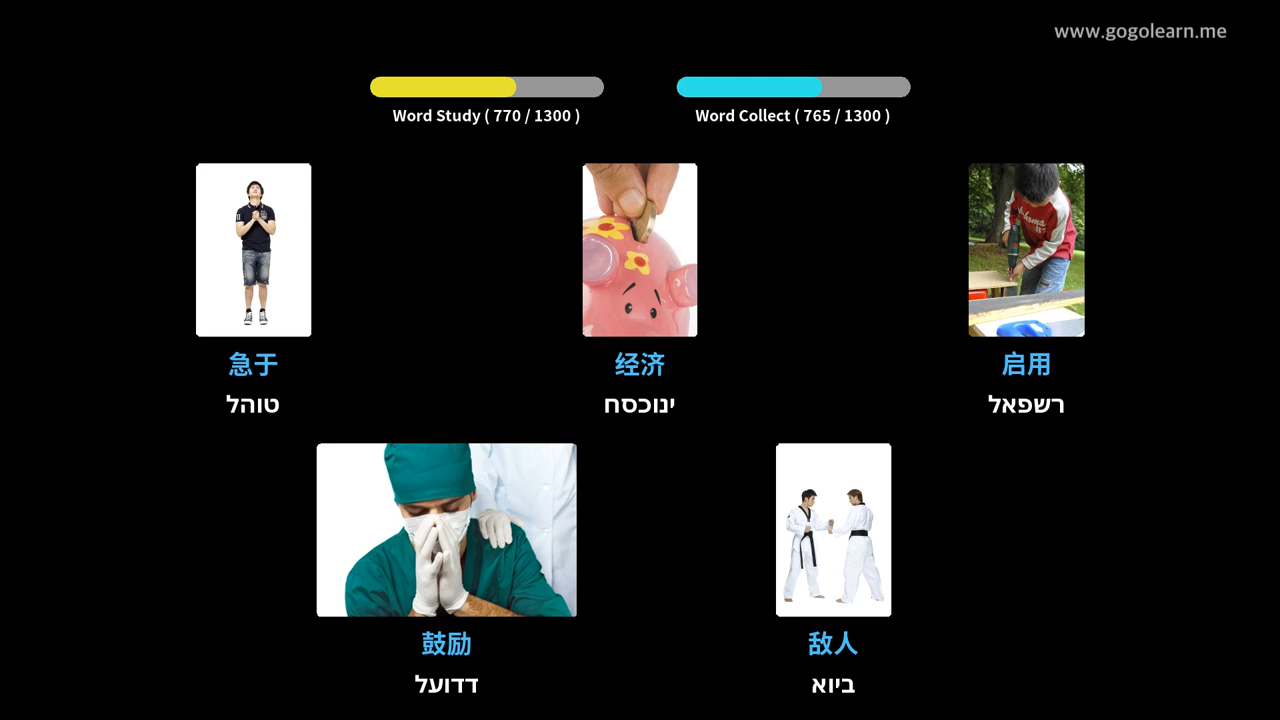 www.gogolearn.me
Word Study ( 770 / 1300 )
Word Collect ( 765 / 1300 )
急于
经济
启用
טוהל
ינוכסח
רשפאל
鼓励
敌人
דדועל
ביוא